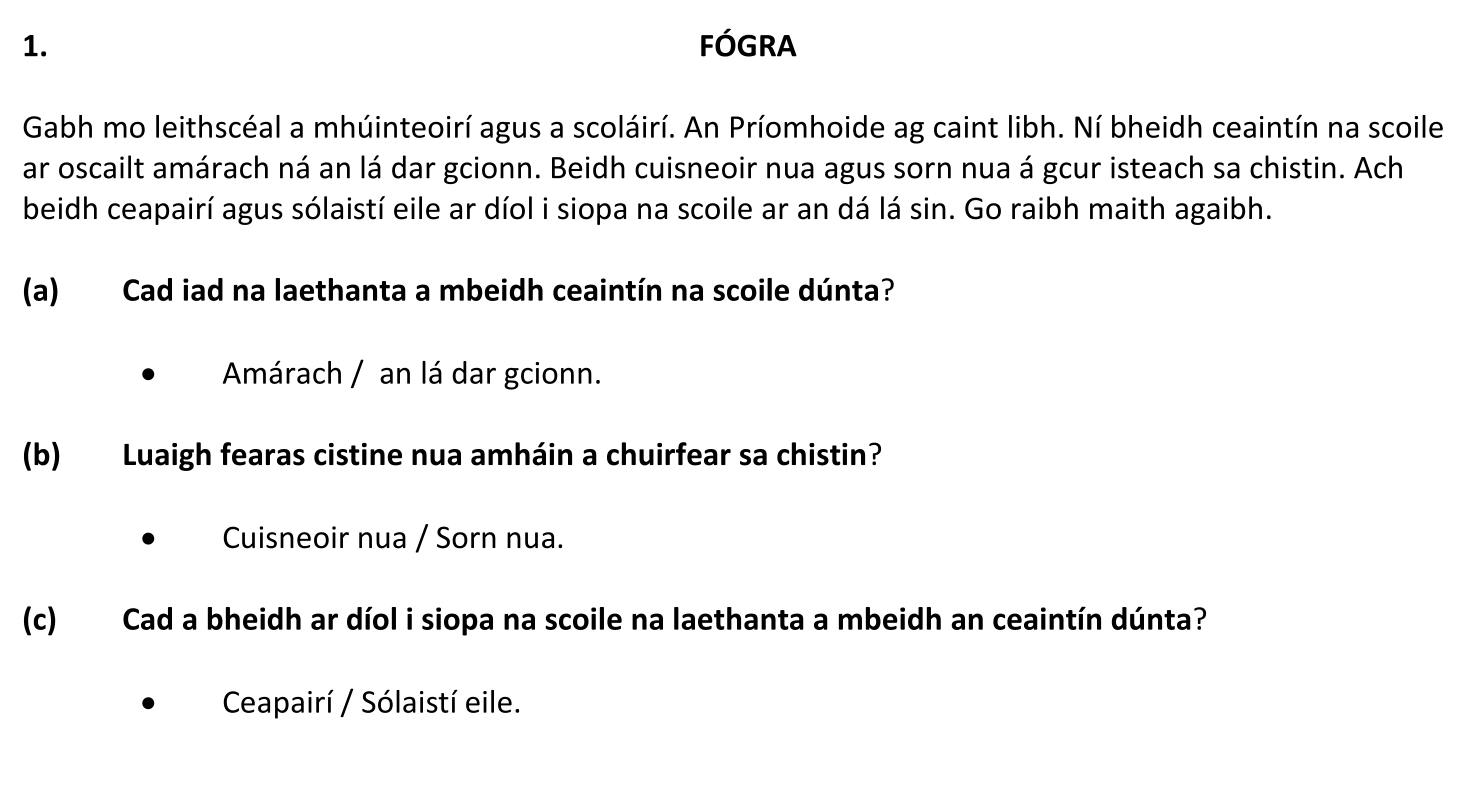 1. FÓGRA
Gabh mo leithscéal a mhúinteoirí agus a scoláirí. An Príomhoide ag caint libh. Ní bheidh ceaintín na scoile
ar oscailt amárach ná an lá dar gcionn. Beidh cuisneoir nua agus sorn nua á gcur isteach sa chistin. Ach
beidh ceapairí agus sólaistí eile ar díol i siopa na scoile ar an dá lá sin. Go raibh maith agaibh.
(a) Cad iad na laethanta a mbeidh ceaintín na scoile dúnta?
• Amárach / an lá dar gcionn.
(b) Luaigh fearas cistine nua amháin a chuirfear sa chistin?
• Cuisneoir nua / Sorn nua.
(c) Cad a bheidh ar díol i siopa na scoile na laethanta a mbeidh an ceaintín dúnta?
• Ceapairí / Sólaistí eile.